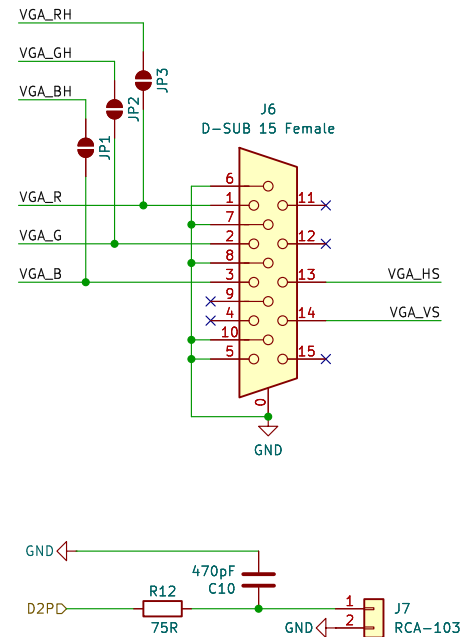 VGA_RH
VGA_GH
VGA_BH
JP3
JP2
JP1
J6
D-SUB 15 Female
VGA_R
VGA_G
VGA_B
6
1
7
2
8
3
9
4
10
5
11
12
13
14
15
0
VGA_HS
VGA_VS
GND
GND
470pF
C10
D2P
R12
75R
1
2
GND
J7
RCA-103